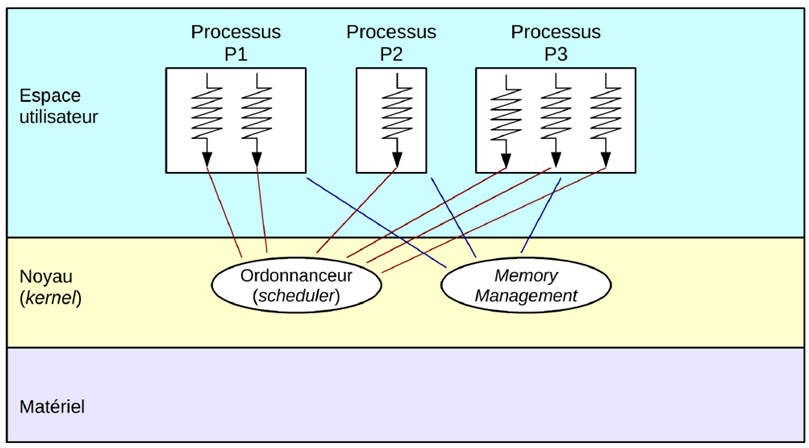 Processus
P1
Processus
P2
Processus
P3
Espace
utilisateur
Noyau
(kernel)
Ordonnanceur
(scheduler)
Memory
Management
Matériel